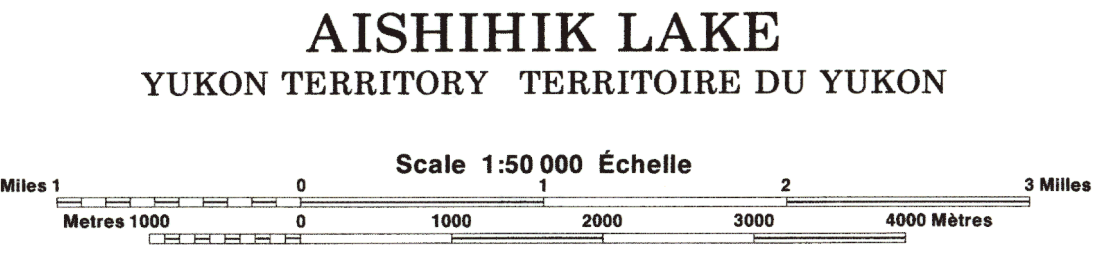 AISHIHIK LAKE
YUKON TERRITORY TERRITOIRE DU YUKON
Scale 1:50 000 Échelle
Miles 1 0 1 2 3 Milles
Metres 1000 0 1000 2000 3000 4000 Mètres